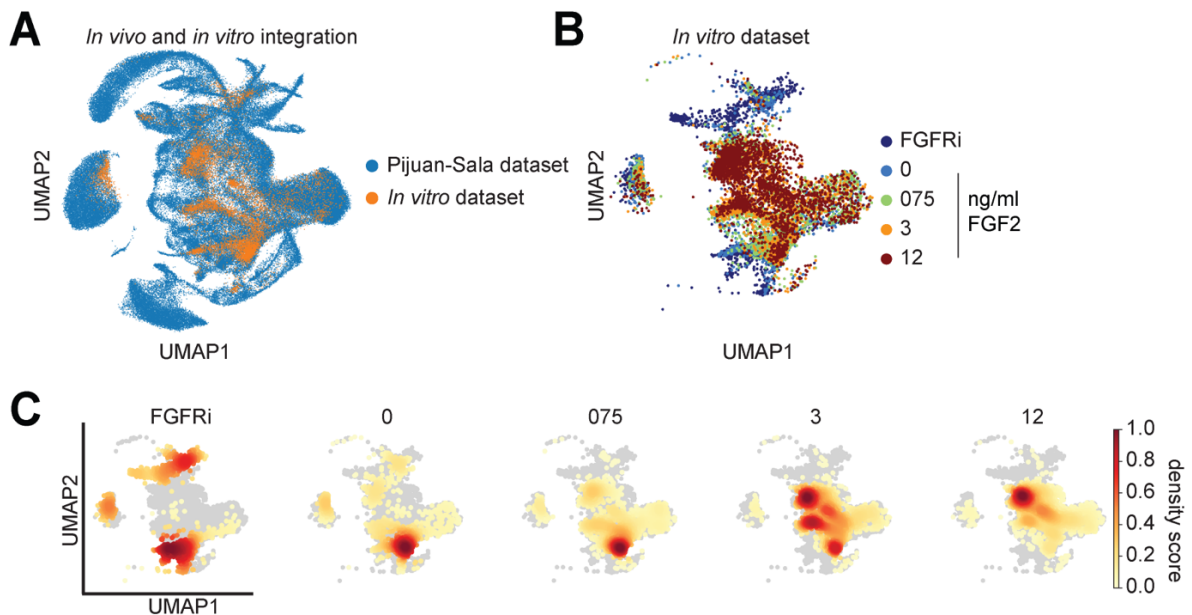 A
In vivo and in vitro integration
UMAP2
UMAP1
Pijuan-Sala dataset
In vitro dataset
B
In vitro dataset
UMAP2
UMAP1
FGFRi
0
075
3
12
ng/ml
FGF2
C
FGFRi
0
075
3
12
UMAP2
UMAP1
1.0
0.8
0.6
0.4
0.2
0.0
density score